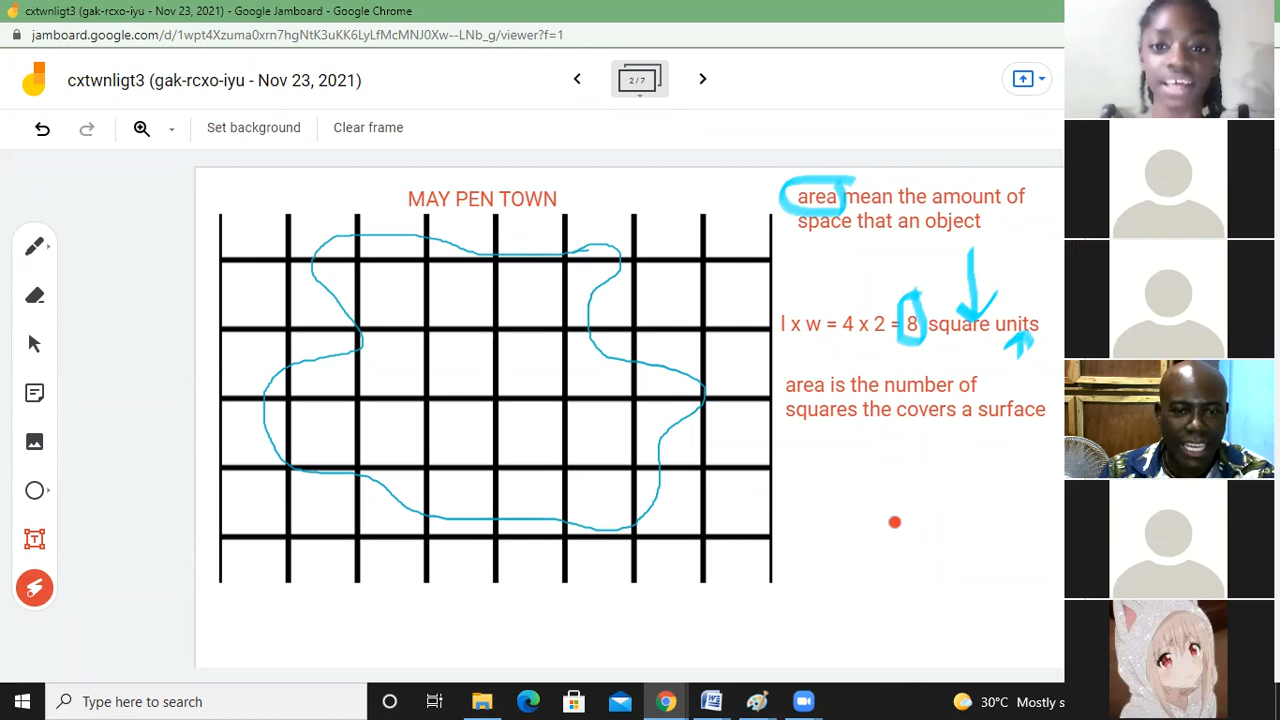 cxtwnligt3 (gak-rcxo-iyu - Nov 23, 2021) - Google Jamboard - Google Chrome
jamboard.google.com/d/1wpt4Xzuma0xrn7hgNtK3uKK6LyLfMcMNJ0Xw--LNb_g/viewer?f=1
cxtwnligt3 (gak-rcxo-iyu - Nov 23, 2021)
2 / 7
Set background
Clear frame
MAY PEN TOWN
area mean the amount of
space that an object
l x w = 4 x 2 = 8 square units
area is the number of
squares the covers a surface
Type here to search
30°C Mostly s